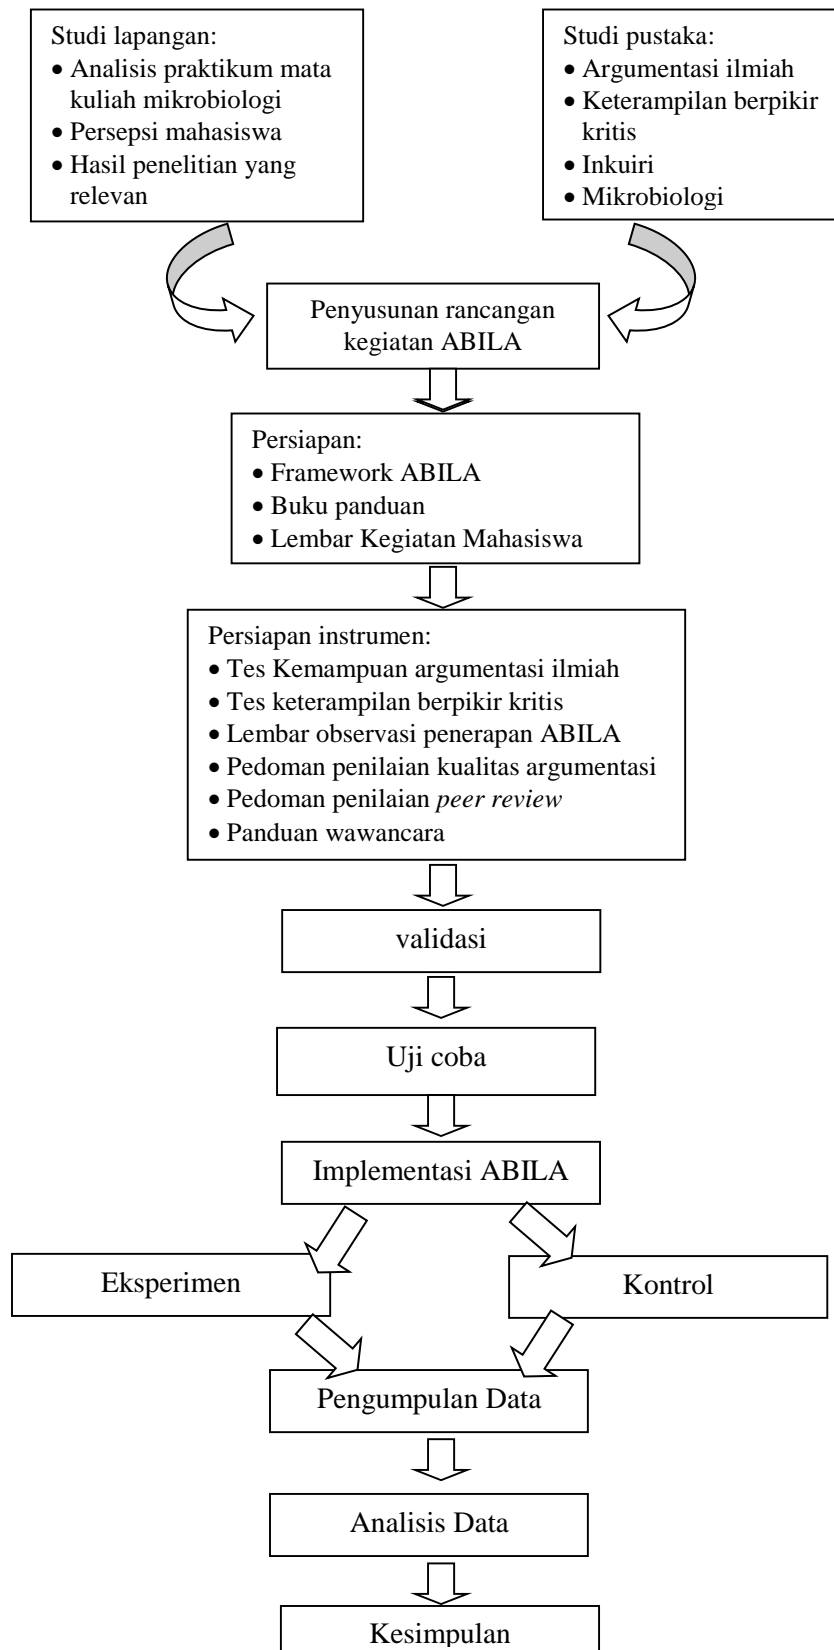 Studi lapangan:
• Analisis praktikum mata
kuliah mikrobiologi
• Persepsi mahasiswa
• Hasil penelitian yang
relevan
Studi pustaka:
• Argumentasi ilmiah
• Keterampilan berpikir
kritis
• Inkuiri
• Mikrobiologi
Penyusunan rancangan
kegiatan ABILA
Persiapan:
• Framework ABILA
• Buku panduan
• Lembar Kegiatan Mahasiswa
Persiapan instrumen:
• Tes Kemampuan argumentasi ilmiah
• Tes keterampilan berpikir kritis
• Lembar observasi penerapan ABILA
• Pedoman penilaian kualitas argumentasi
• Pedoman penilaian peer review
• Panduan wawancara
validasi
Uji coba
Implementasi ABILA
Eksperimen
Kontrol
Pengumpulan Data
Analisis Data
Kesimpulan